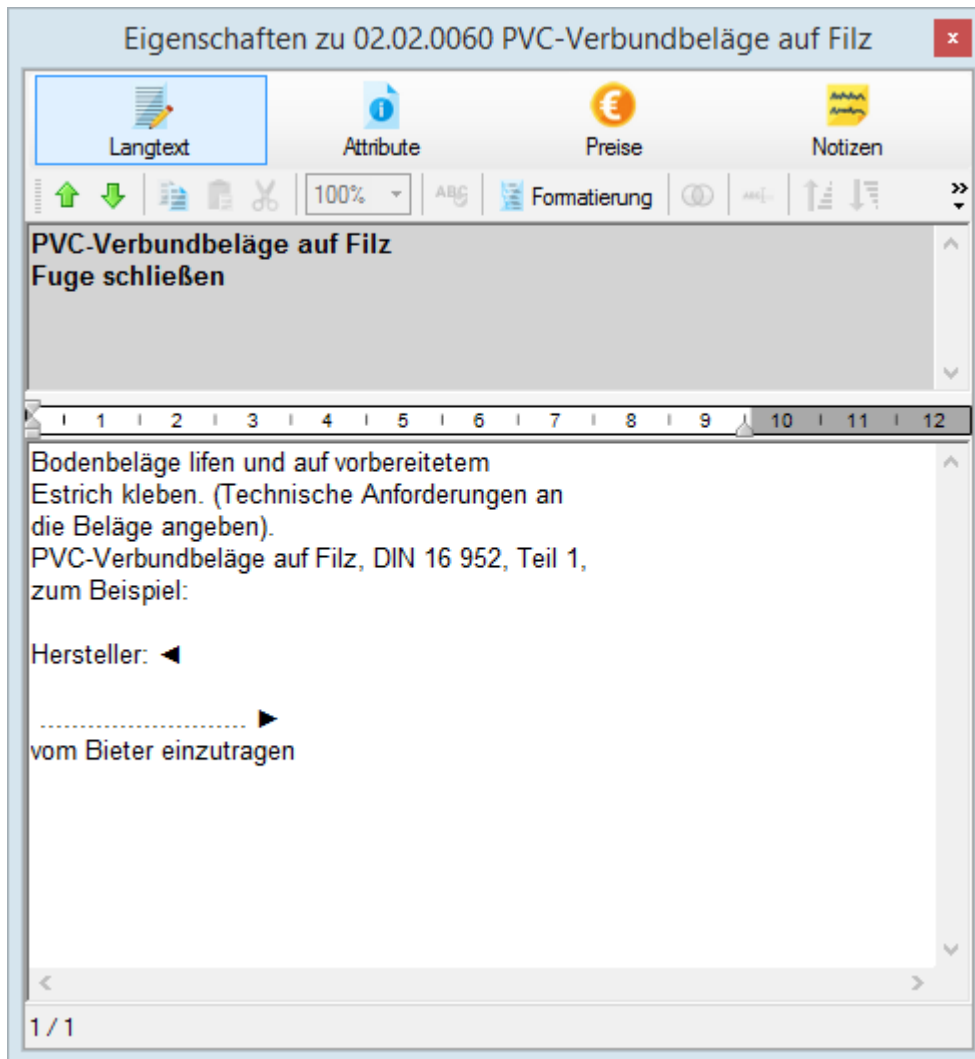 Eigenschaften zu 02.02.0060 PVC-Verbundbeläge auf Filz
x
Langtext Attribute Preise Notizen
100% ABC Formatierung
PVC-Verbundbeläge auf Filz
Fuge schließen
1 2 3 4 5 6 7 8 9 10 11 12
Bodenbeläge lifen und auf vorbereitetem
Estrich kleben. (Technische Anforderungen an
die Beläge angeben).
PVC-Verbundbeläge auf Filz, DIN 16 952, Teil 1,
zum Beispiel:
Hersteller: ◄
.......................... ►
vom Bieter einzutragen
1 / 1